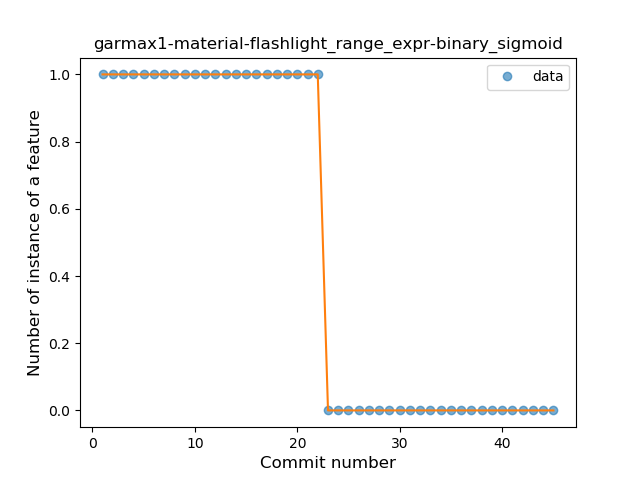 garmax1-material-flashlight_range_expr-binary_sigmoid
data
Number of instance of a feature
1.0
0.8
0.6
0.4
0.2
0.0
0 10 20 30 40
Commit number